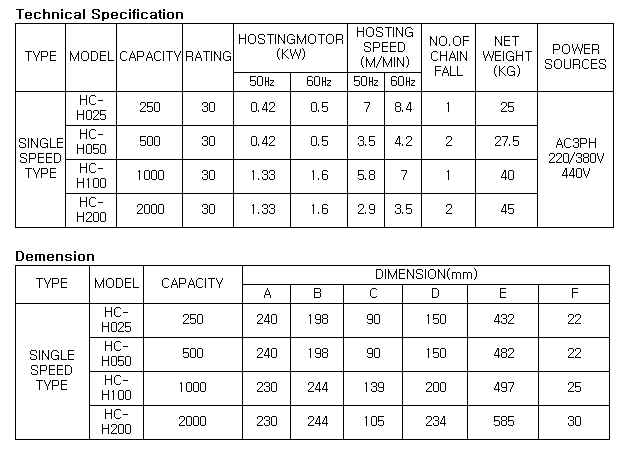 Technical Specification
TYPE MODEL CAPACITY RATING HOSTINGMOTOR (KW) HOSTING SPEED (M/MIN) NO.OF CHAIN FALL NET WEIGHT (KG) POWER SOURCES
50Hz 60Hz 50Hz 60Hz
SINGLE SPEED TYPE HC-H025 250 30 0.42 0.5 7 8.4 1 25 AC3PH 220/380V 440V
HC-H050 500 30 0.42 0.5 3.5 4.2 2 27.5
HC-H100 1000 30 1.33 1.6 5.8 7 1 40
HC-H200 2000 30 1.33 1.6 2.9 3.5 2 45
Demension
TYPE MODEL CAPACITY DIMENSION(mm)
A B C D E F
SINGLE SPEED TYPE HC-H025 250 240 198 90 150 432 22
HC-H050 500 240 198 90 150 482 22
HC-H100 1000 230 244 139 200 497 25
HC-H200 2000 230 244 105 234 585 30